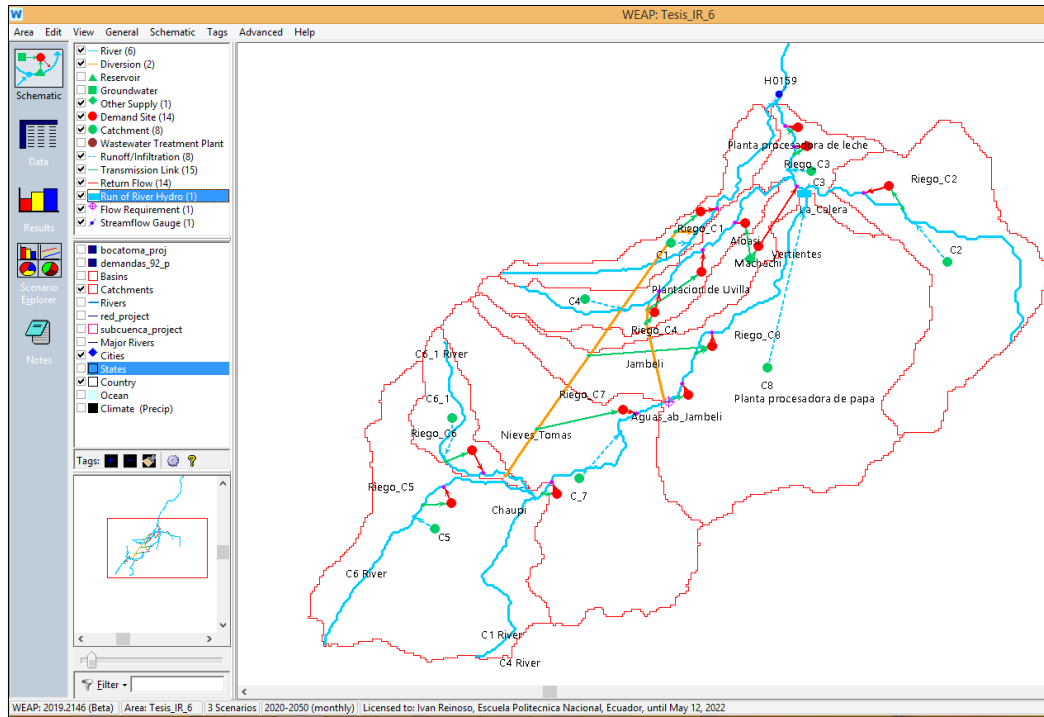 W
WEAP: Tesis_IR_6
Area Edit View General Schematic Tags Advanced Help
Schematic
Data
Results
Scenario
Explorer
Notes
River (6)
Diversion (2)
Reservoir
Groundwater
Other Supply (1)
Demand Site (14)
Catchment (8)
Wastewater Treatment Plant
Runoff/Infiltration (8)
Transmission Link (15)
Return Flow (14)
Run of River Hydro (1)
Flow Requirement (1)
Streamflow Gauge (1)
bocatoma_proj
demandas_92_p
Basins
Catchments
Rivers
red_project
subcuenca_project
Major Rivers
Cities
States
Country
Ocean
Climate (Precip)
Tags:
Filter
H0159
Planta procesadora de leche
Riego_C3
C3
Riego_C2
La_Calera
Riego_C1
Aloasi
C1
Vertientes
Machachi
C2
Plantacion de Uvilla
C4
Riego_C4
Riego_C8
C6_1 River
Jambeli
C8
Riego_C7
Planta procesadora de papa
C6_1
Aguas_ab_Jambeli
Riego_C6
Nieves_Tomas
Riego_C5
C_7
Chaupi
C5
C6 River
C1 River
C4 River
WEAP: 2019.2146 (Beta) Area: Tesis_IR_6 3 Scenarios 2020-2050 (monthly) Licensed to: Ivan Reinoso, Escuela Politecnica Nacional, Ecuador, until May 12, 2022